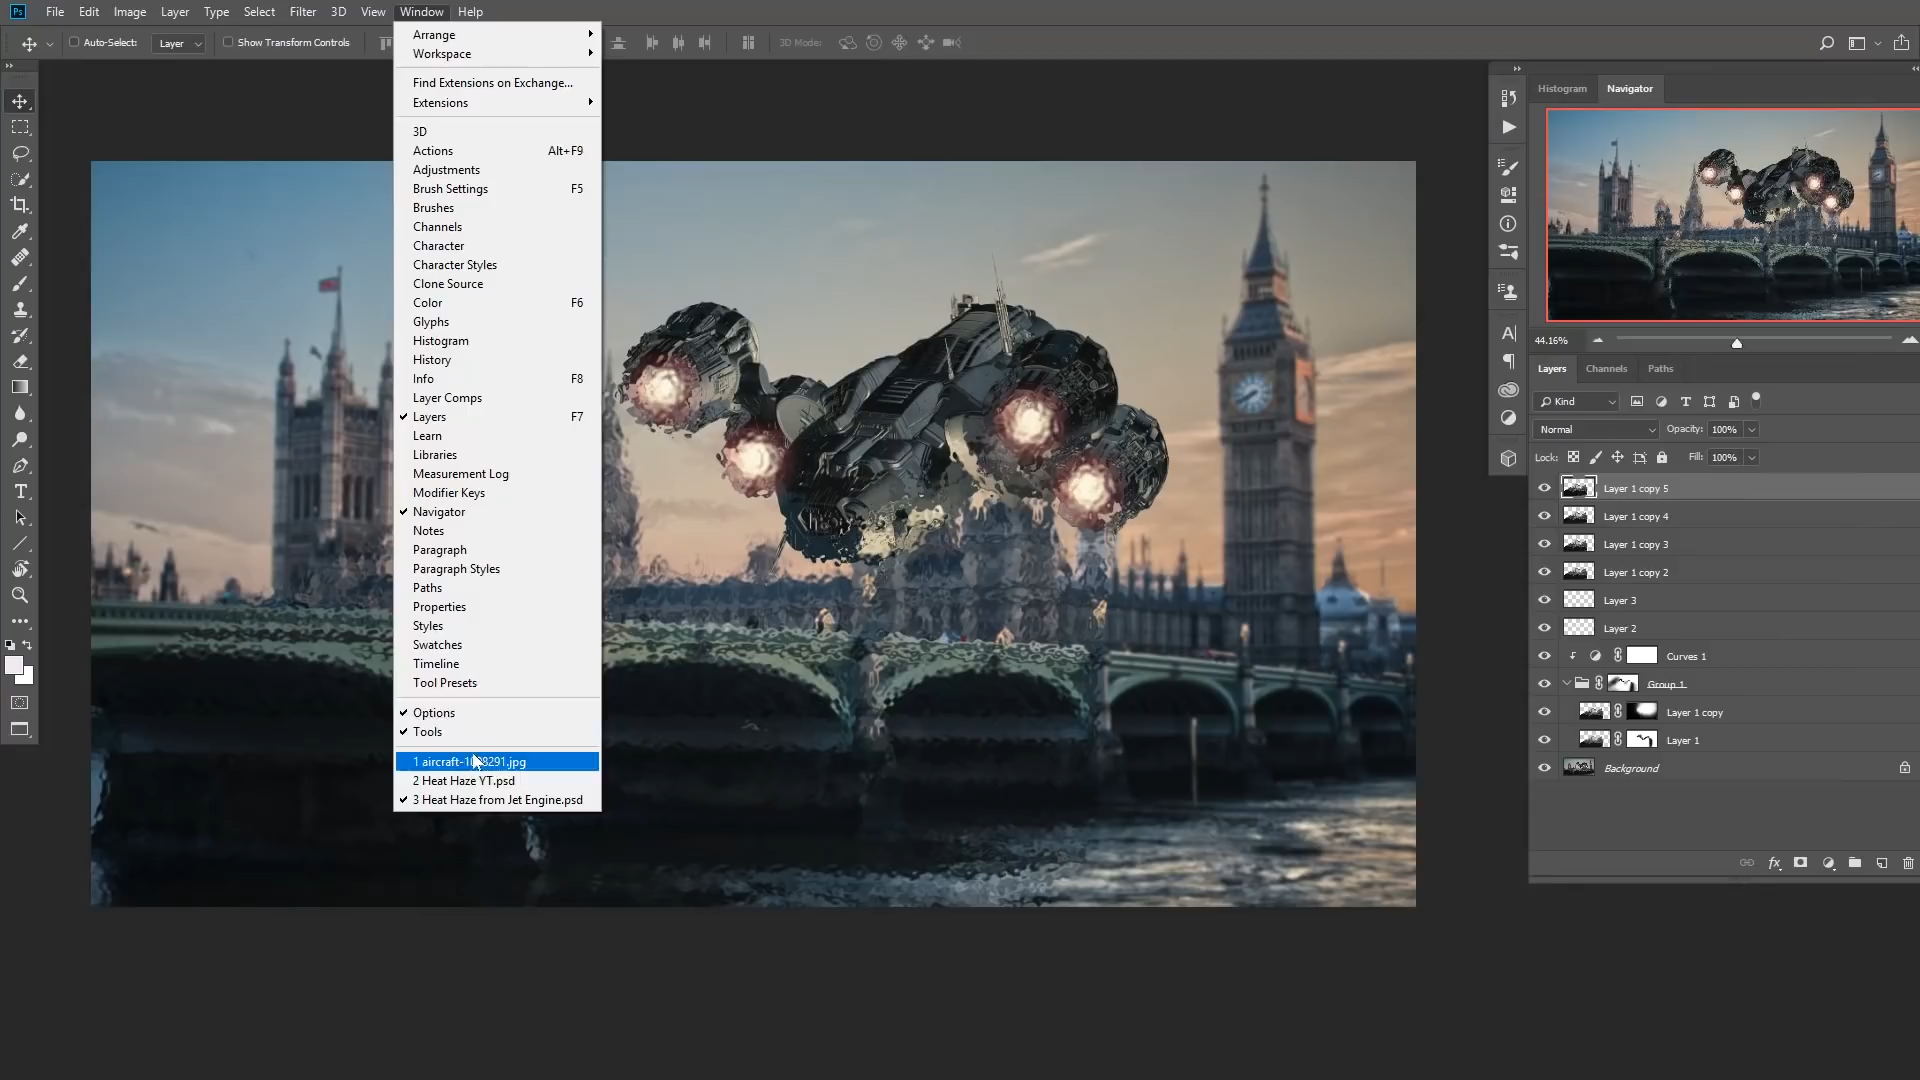 Ps File Edit Image Layer Type Select Filter 3D View Window Help
Auto-Select: Layer Show Transform Controls 3D Mode:
Arrange
Workspace
Find Extensions on Exchange...
Extensions
3D
Actions Alt+F9
Adjustments
Brush Settings F5
Brushes
Channels
Character
Character Styles
Clone Source
Color F6
Glyphs
Histogram
History
Info F8
Layer Comps
Layers F7
Learn
Libraries
Measurement Log
Modifier Keys
Navigator
Notes
Paragraph
Paragraph Styles
Paths
Properties
Styles
Swatches
Timeline
Tool Presets
Options
Tools
2 Heat Haze YT.psd
3 Heat Haze from Jet Engine.psd
Histogram Navigator
44.16%
Layers Channels Paths
Kind
Normal Opacity: 100%
Lock: Fill: 100%
Layer 1 copy 5
Layer 1 copy 4
Layer 1 copy 3
Layer 1 copy 2
Layer 3
Layer 2
Curves 1
Group 1
Layer 1 copy
Layer 1
Background